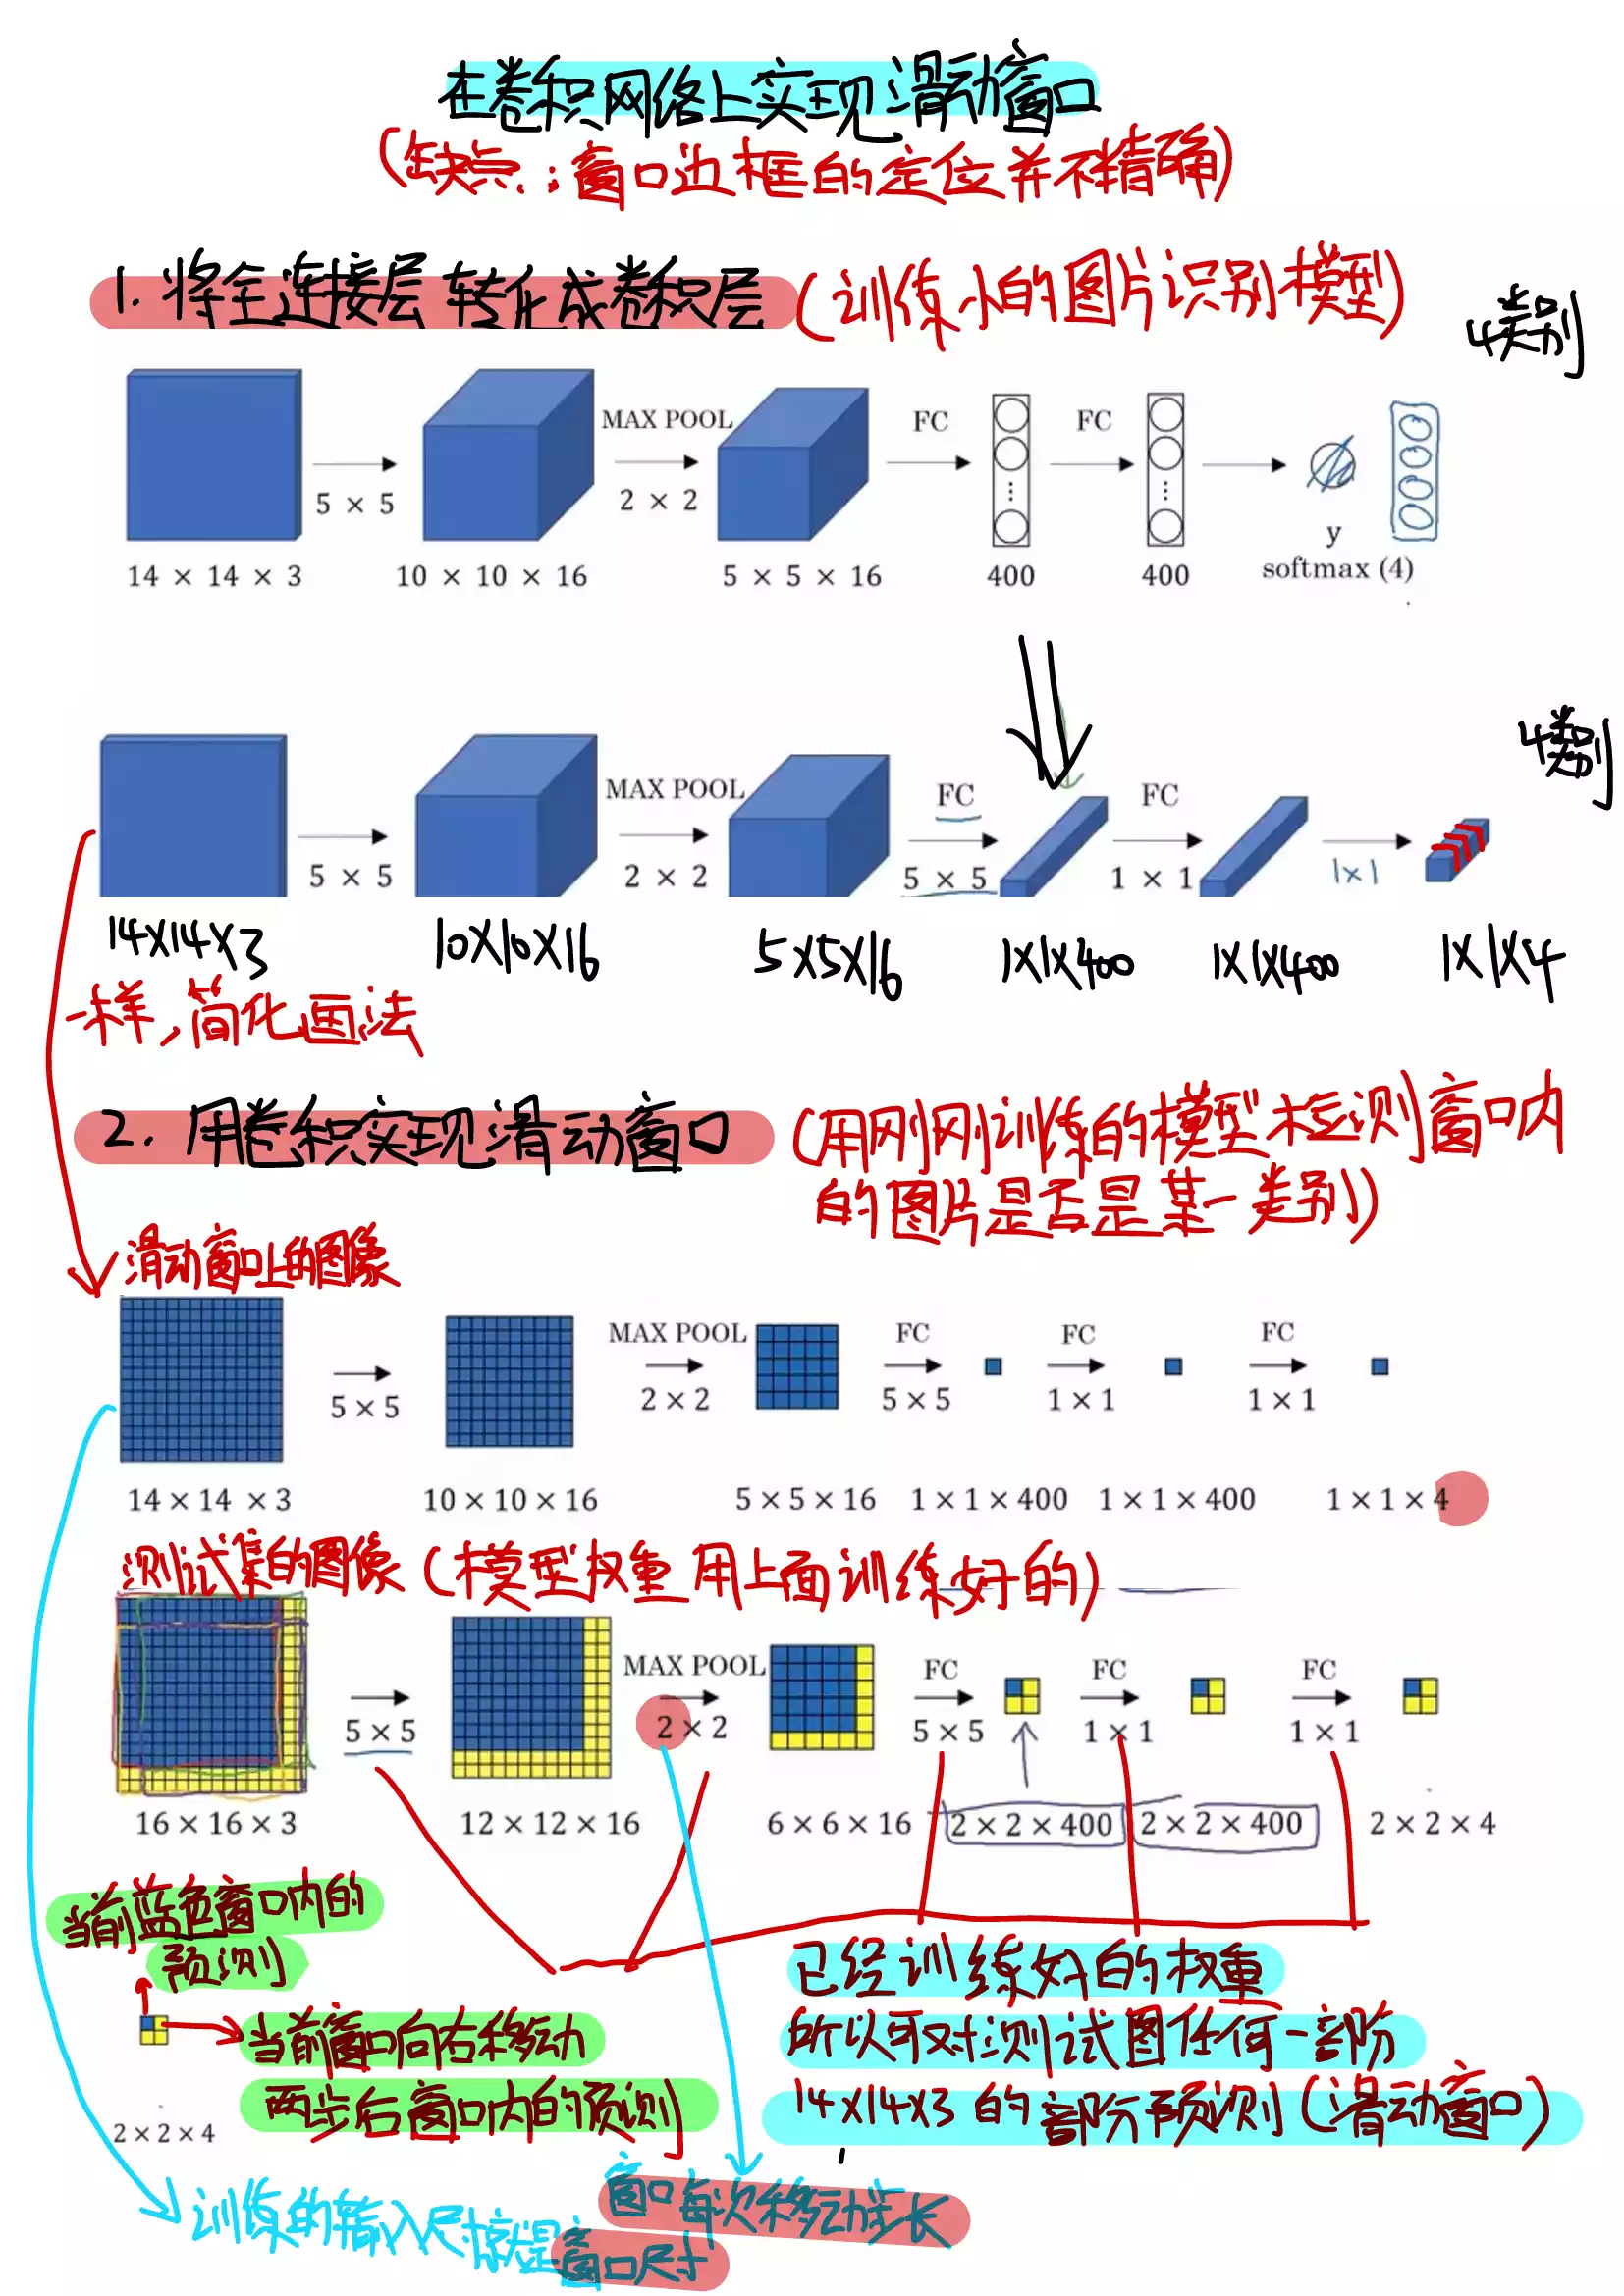 在卷积网络上实现滑动窗口
(缺点:窗口边框的定位并不精确)
1. 将全连接层转化成卷积层 (训练小的图片识别模型)
4类别
MAX POOL FC FC
5 × 5 2 × 2
y
14 × 14 × 3 10 × 10 × 16 5 × 5 × 16 400 400 softmax (4)
4类别
MAX POOL FC FC
5 × 5 2 × 2 5 × 5 1 × 1 1×1
14×14×3 10×10×16 5×5×16 1×1×400 1×1×400 1×1×4
一样,简化画法
2. 用卷积实现滑动窗口 (用刚刚训练的模型检测窗口内
的图片是否是某一类别)
滑动窗口上的图像
MAX POOL FC FC FC
5 × 5 2 × 2 5 × 5 1 × 1 1 × 1
14 × 14 × 3 10 × 10 × 16 5 × 5 × 16 1 × 1 × 400 1 × 1 × 400 1 × 1 × 4
测试集的图像 (模型权重用上面训练好的)
MAX POOL FC FC FC
5 × 5 2 × 2 5 × 5 1 × 1 1 × 1
16 × 16 × 3 12 × 12 × 16 6 × 6 × 16 2 × 2 × 400 2 × 2 × 400 2 × 2 × 4
当前蓝色窗口内的
预测
当前窗口向右移动
两步后窗口内的预测
2 × 2 × 4
已经训练好的权重
所以可对测试图任何一部份
14×14×3 的部分预测 (滑动窗口)
窗口每次移动步长
训练的输入尺寸就是窗口尺寸